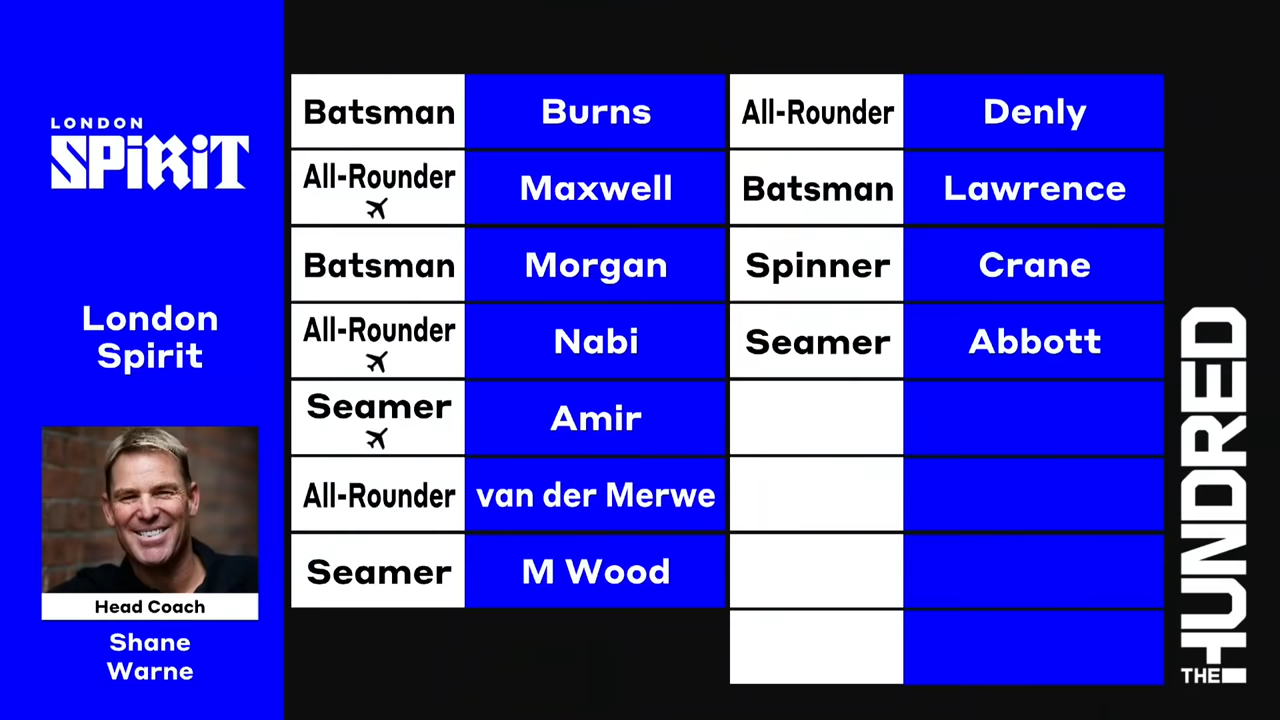 LONDON
SPIRIT
London
Spirit
Head Coach
Shane
Warne
Batsman Burns
All-Rounder Maxwell
Batsman Morgan
All-Rounder Nabi
Seamer Amir
All-Rounder van der Merwe
Seamer M Wood
All-Rounder Denly
Batsman Lawrence
Spinner Crane
Seamer Abbott
THE HUNDRED